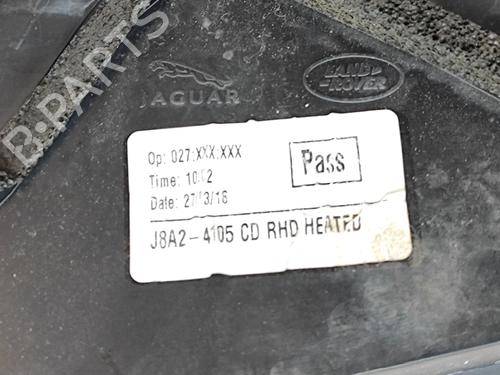 JAGUAR
LAND-
ROVER
B-PARTS
Op: 027:XXX:XXX
Pass
Time: 10:02
Date: 27/03/18
J8A2-4105 CD RHD HEATED